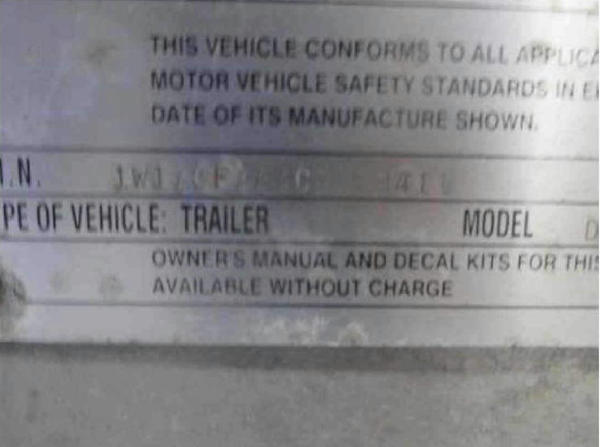 THIS VEHICLE CONFORMS TO ALL APPLICA
MOTOR VEHICLE SAFETY STANDARDS IN E
DATE OF ITS MANUFACTURE SHOWN.
I.N.
PE OF VEHICLE: TRAILER MODEL D
OWNER'S MANUAL AND DECAL KITS FOR THIS
AVAILABLE WITHOUT CHARGE